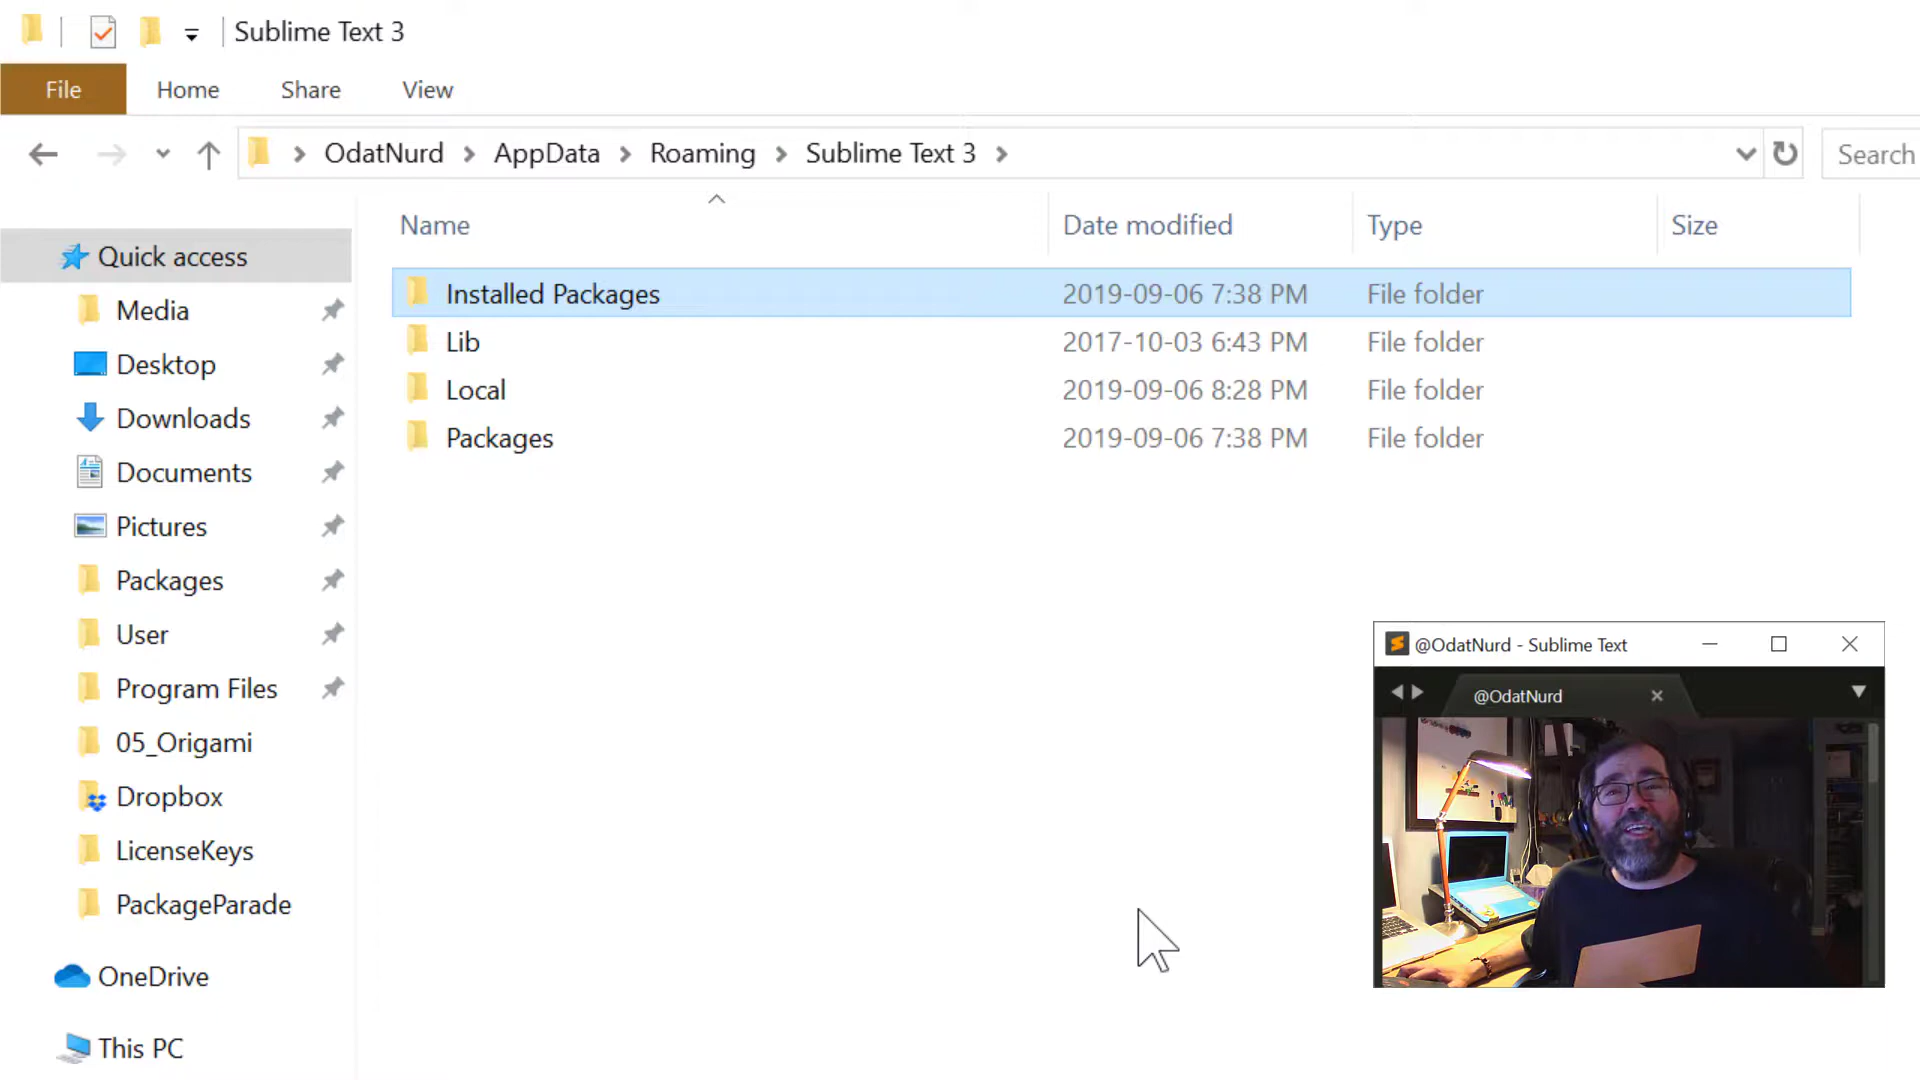 Sublime Text 3
File Home Share View
OdatNurd AppData Roaming Sublime Text 3
Search
Name Date modified Type Size
Quick access
Media
Desktop
Downloads
Documents
Pictures
Packages
User
Program Files
05_Origami
Dropbox
LicenseKeys
PackageParade
OneDrive
This PC
Installed Packages 2019-09-06 7:38 PM File folder
Lib 2017-10-03 6:43 PM File folder
Local 2019-09-06 8:28 PM File folder
Packages 2019-09-06 7:38 PM File folder
@OdatNurd - Sublime Text
@OdatNurd